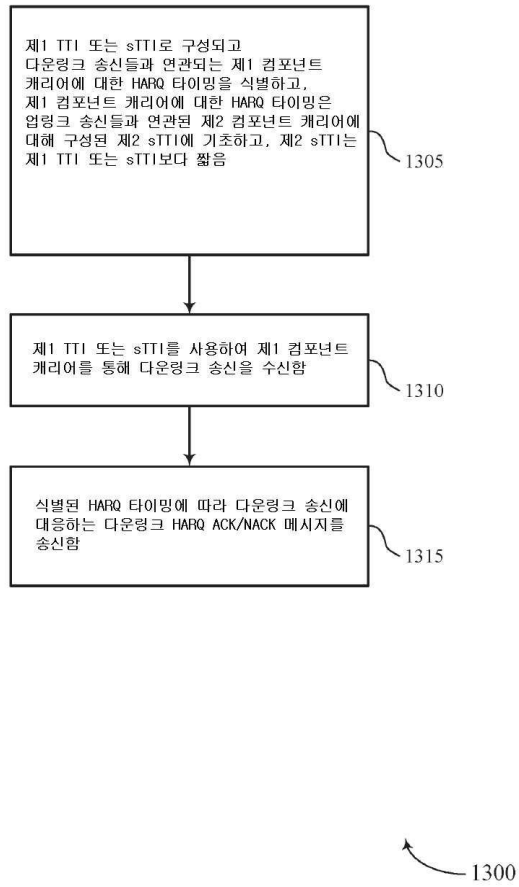 제1 TTI 또는 sTTI로 구성되고
다운링크 송신들과 연관되는 제1 컴포넌트
캐리어에 대한 HARQ 타이밍을 식별하고,
제1 컴포넌트 캐리어에 대한 HARQ 타이밍은
업링크 송신들과 연관된 제2 컴포넌트 캐리어에
대해 구성된 제2 sTTI에 기초하고, 제2 sTTI는
제1 TTI 또는 sTTI보다 짧음
1305
제1 TTI 또는 sTTI를 사용하여 제1 컴포넌트
캐리어를 통해 다운링크 송신을 수신함
1310
식별된 HARQ 타이밍에 따라 다운링크 송신에
대응하는 다운링크 HARQ ACK/NACK 메시지를
송신함
1315
1300